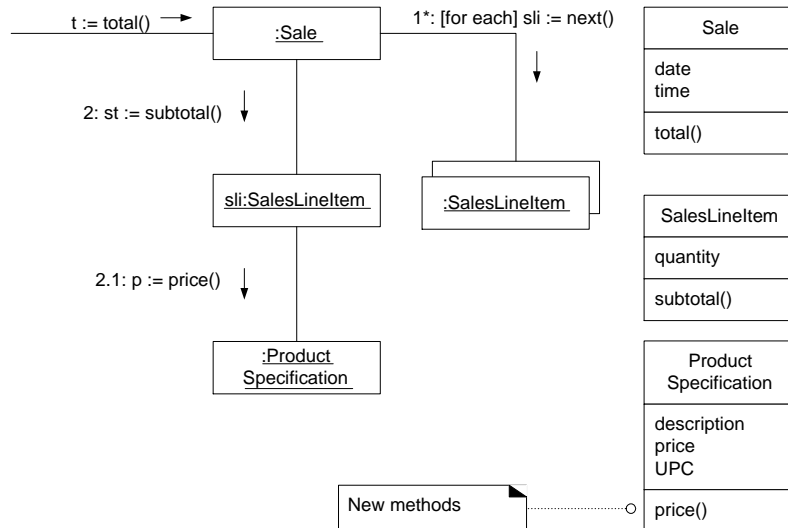 t := total()
:Sale
1*: [for each] sli := next()
2: st := subtotal()
sli:SalesLineItem
:SalesLineItem
2.1: p := price()
:Product
Specification
New methods
Sale
date
time
total()
SalesLineItem
quantity
subtotal()
Product
Specification
description
price
UPC
price()